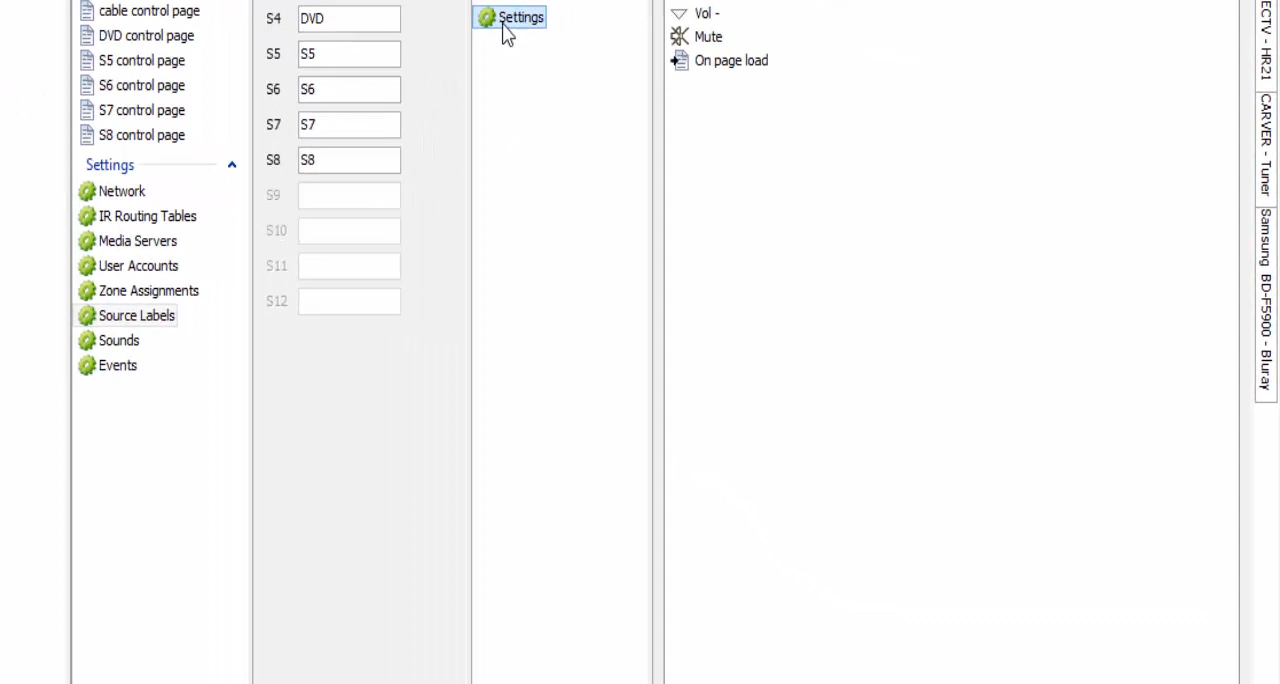 cable control page
DVD control page
S5 control page
S6 control page
S7 control page
S8 control page
Settings
Network
IR Routing Tables
Media Servers
User Accounts
Zone Assignments
Source Labels
Sounds
Events
S4 DVD
S5 S5
S6 S6
S7 S7
S8 S8
S9
S10
S11
S12
Settings
Vol -
Mute
On page load
ECTV - HR21
CARVER - Tuner
Samsung BD-F5900 - Bluray